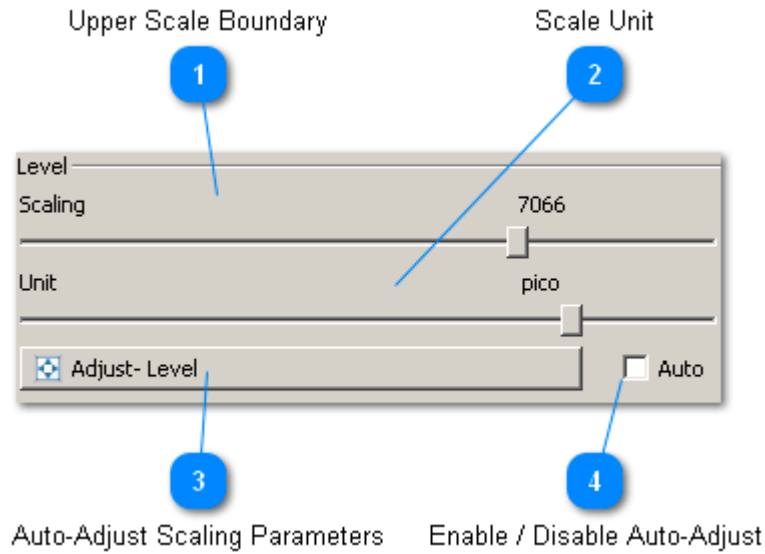 Upper Scale Boundary
Scale Unit
1
2
Level
Scaling
7066
Unit
pico
Adjust- Level
Auto
3
4
Auto-Adjust Scaling Parameters
Enable / Disable Auto-Adjust